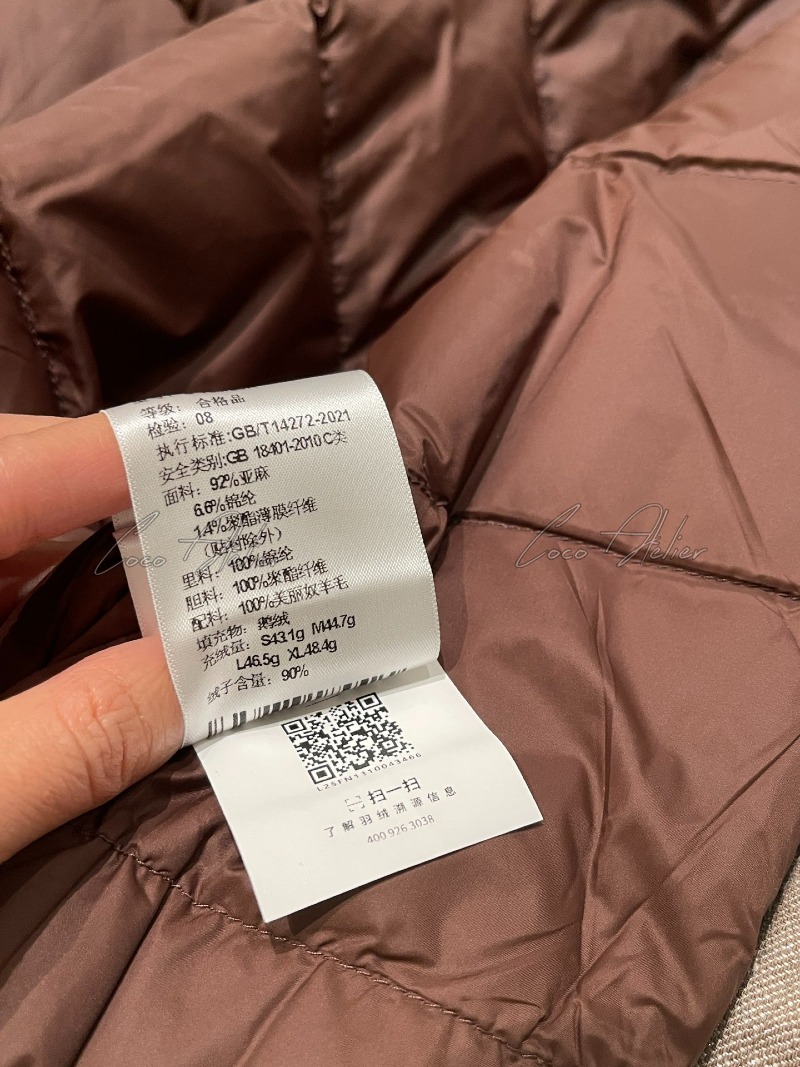 等级: 合格品
检验: 08
执行标准:GB/T14272-2021
安全类别:GB 18401-2010 C类
面料: 92%亚麻
6.6%锦纶
1.4%聚酯薄膜纤维
(贴衬除外)
里料: 100%锦纶
胆料: 100%聚酯纤维
配料: 100%美丽奴羊毛
填充物: 鹅绒
充绒量: S43.1g M44.7g
L46.5g XL48.4g
绒子含量: 90%
L25FN1110043466
扫一扫
了解羽绒溯源信息
400 926 3038
Coco Atelier
Coco Atelier